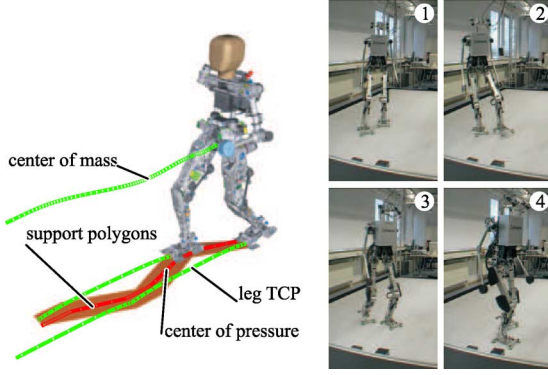 1
2
center of mass
support polygons
3
4
leg TCP
center of pressure